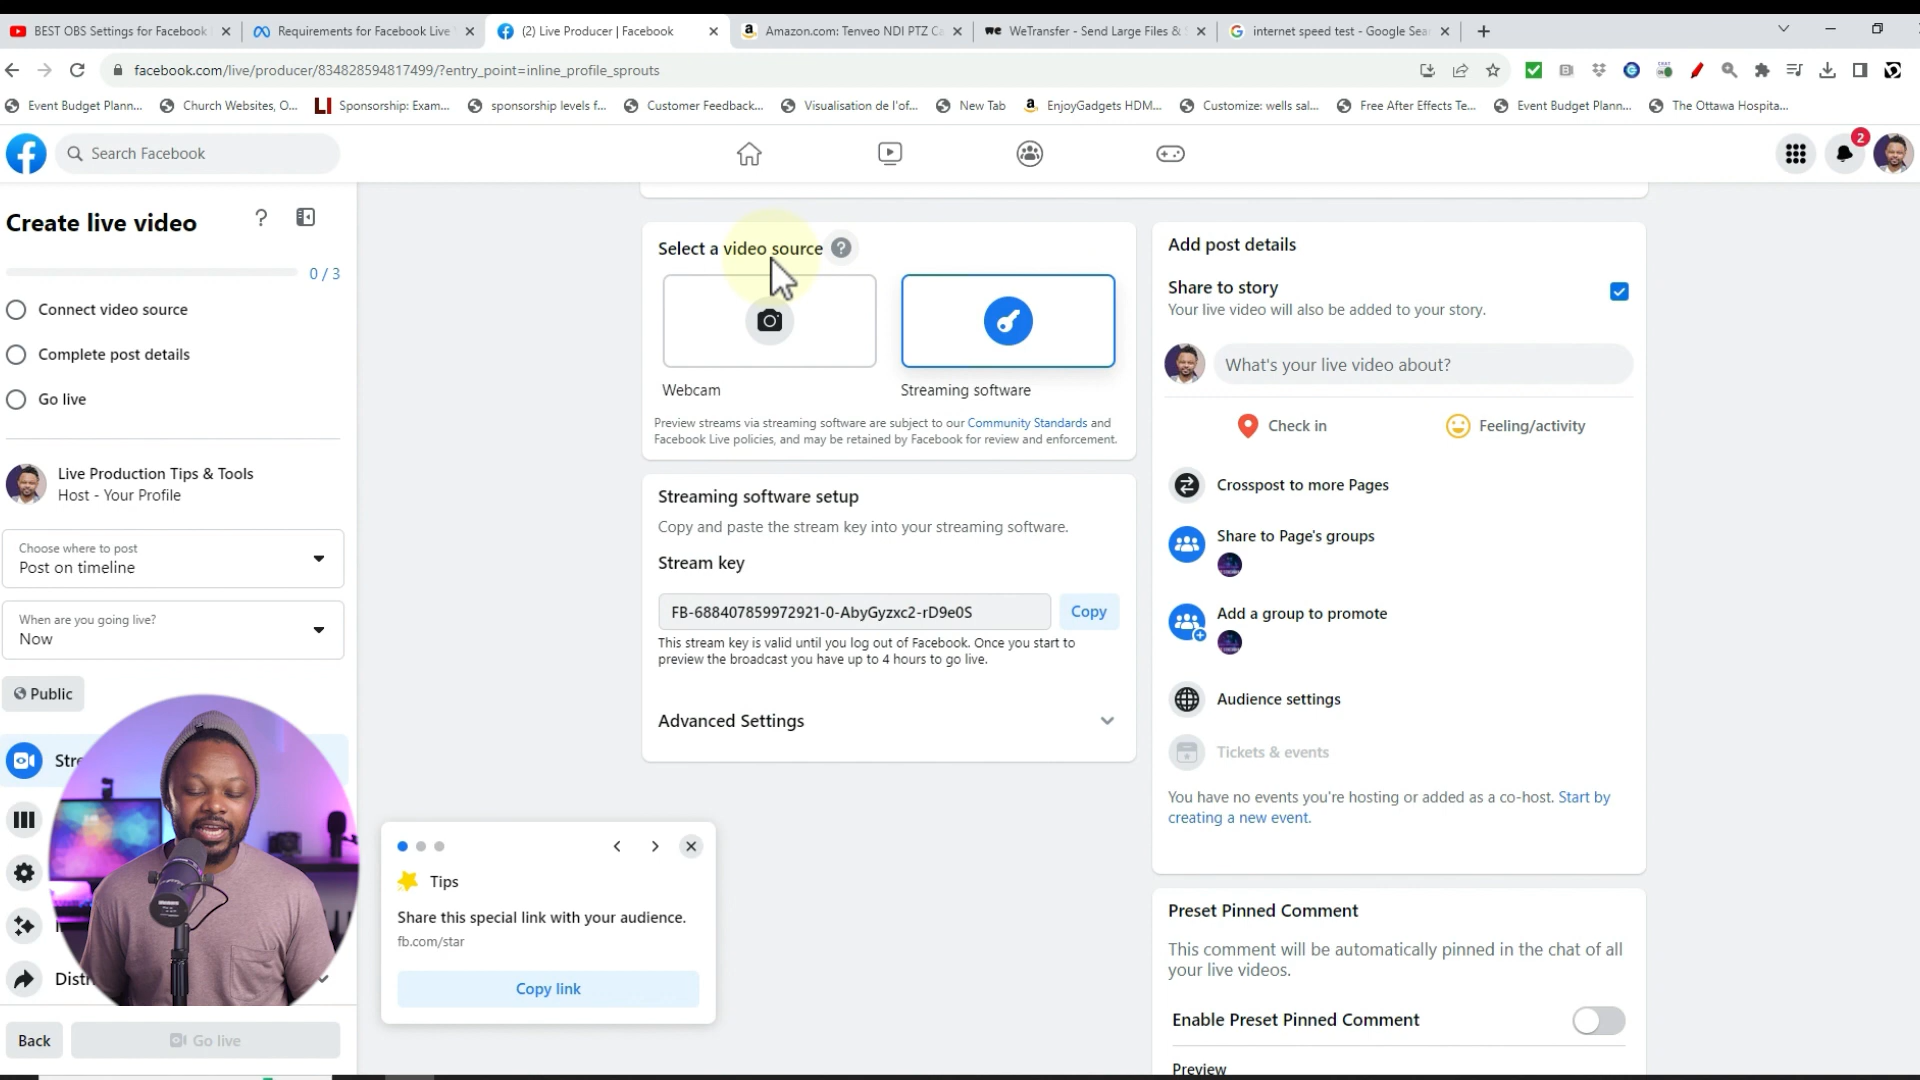 BEST OBS Settings for Facebook
Requirements for Facebook Live
(2) Live Producer | Facebook
Amazon.com: Tenveo NDI PTZ Ca
WeTransfer - Send Large Files &
internet speed test - Google Sea
facebook.com/live/producer/834828594817499/?entry_point=inline_profile_sprouts
Event Budget Plann...
Church Websites, O...
Sponsorship: Exam...
sponsorship levels f...
Customer Feedback...
Visualisation de l'of...
New Tab
EnjoyGadgets HDM...
Customize: wells sal...
Free After Effects Te...
Event Budget Plann...
The Ottawa Hospita...
Search Facebook
2
Create live video
0 / 3
Connect video source
Complete post details
Go live
Live Production Tips & Tools
Host - Your Profile
Choose where to post
Post on timeline
When are you going live?
Now
Public
Stre
Distr
Back
Go live
Select a video source
Webcam
Streaming software
Preview streams via streaming software are subject to our Community Standards and
Facebook Live policies, and may be retained by Facebook for review and enforcement.
Streaming software setup
Copy and paste the stream key into your streaming software.
Stream key
FB-688407859972921-0-AbyGyzxc2-rD9e0S
Copy
This stream key is valid until you log out of Facebook. Once you start to
preview the broadcast you have up to 4 hours to go live.
Advanced Settings
Tips
Share this special link with your audience.
fb.com/star
Copy link
Add post details
Share to story
Your live video will also be added to your story.
What's your live video about?
Check in
Feeling/activity
Crosspost to more Pages
Share to Page's groups
Add a group to promote
Audience settings
Tickets & events
You have no events you're hosting or added as a co-host. Start by
creating a new event.
Preset Pinned Comment
This comment will be automatically pinned in the chat of all
your live videos.
Enable Preset Pinned Comment
Preview